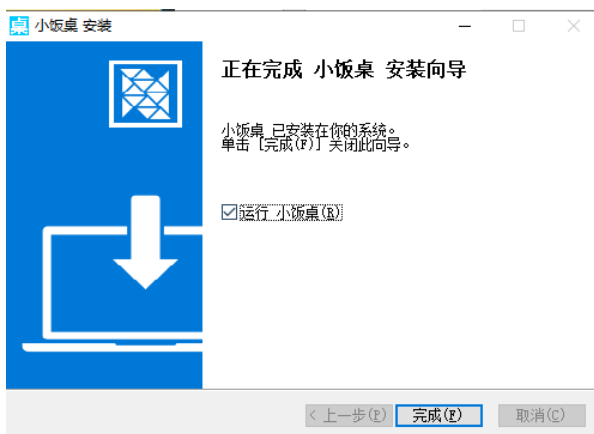 桌 小饭桌 安装
正在完成 小饭桌 安装向导
小饭桌 已安装在你的系统。
单击 [完成(F)] 关闭此向导。
运行 小饭桌(R)
< 上一步(P) 完成(F) 取消(C)